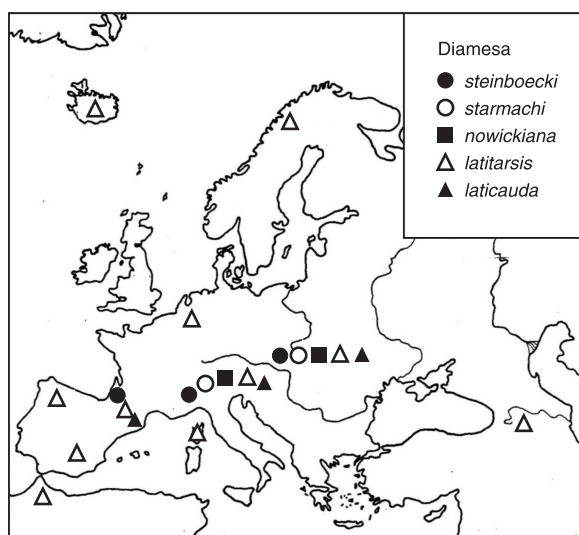 Diamesa
steinboecki
starmachi
nowickiana
latitarsis
laticauda